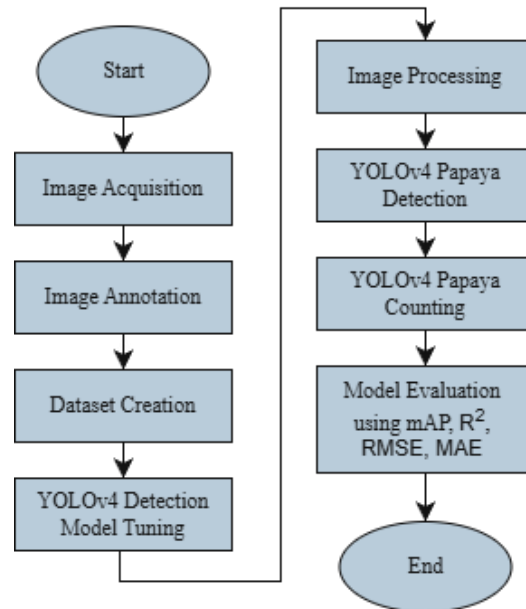 Start
Image Acquisition
Image Annotation
Dataset Creation
YOLOv4 Detection
Model Tuning
Image Processing
YOLOv4 Papaya
Detection
YOLOv4 Papaya
Counting
Model Evaluation
using mAP, R²,
RMSE, MAE
End